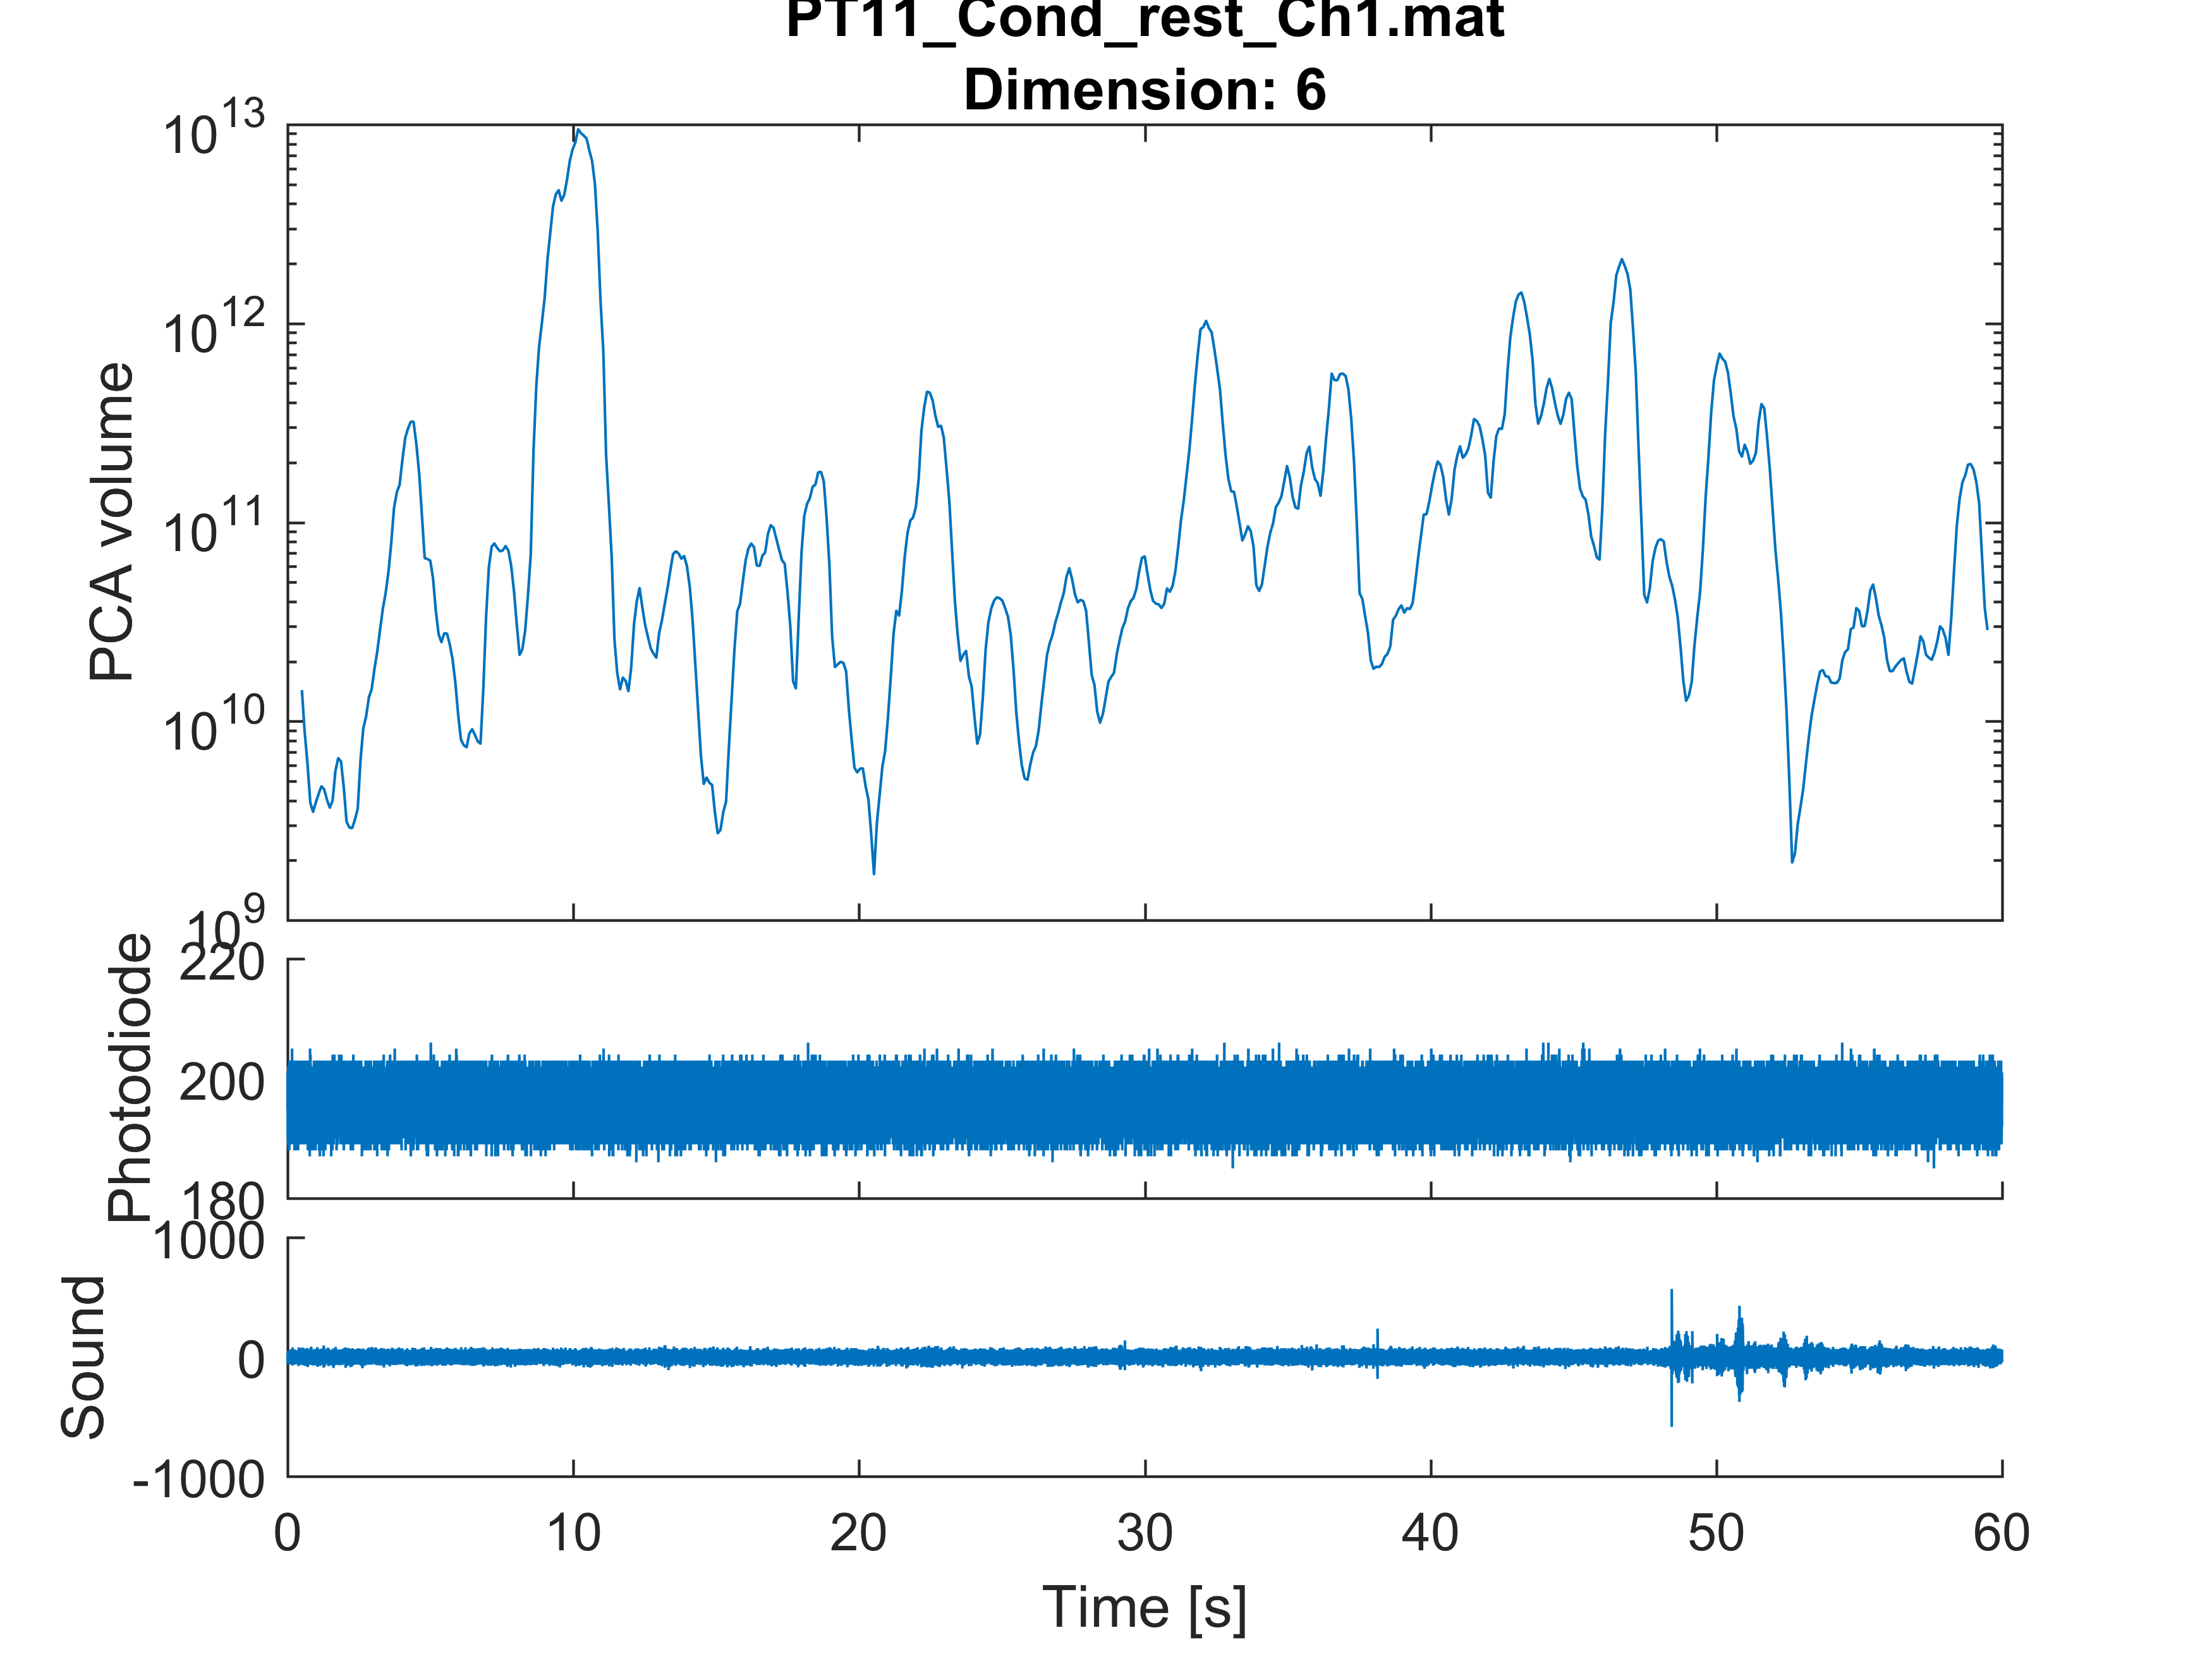 PT11_Cond_rest_Ch1.mat
Dimension: 6
PCA volume
10^13
10^12
10^11
10^10
10^9
Photodiode
220
200
180
Sound
1000
0
-1000
0 10 20 30 40 50 60
Time [s]